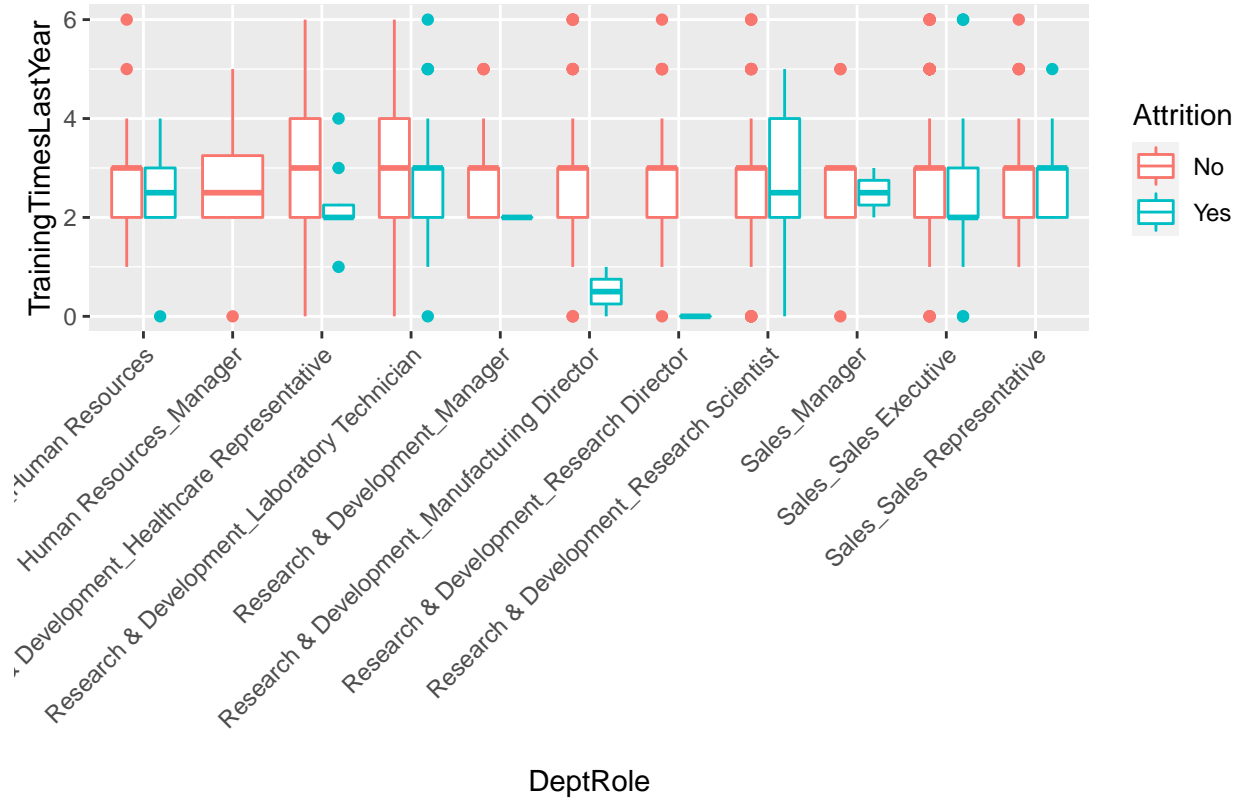 TrainingTimesLastYear
6
4
2
0
Human Resources
Human Resources_Manager
Development_Healthcare Representative
Research & Development_Laboratory Technician
Research & Development_Manager
Research & Development_Manufacturing Director
Research & Development_Research Director
Research & Development_Research Scientist
Sales_Manager
Sales_Sales Executive
Sales_Sales Representative
DeptRole
Attrition
No
Yes